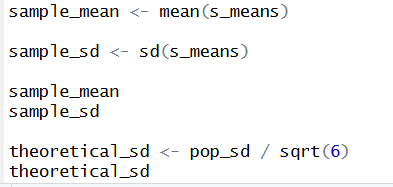 sample_mean <- mean(s_means)
sample_sd <- sd(s_means)
sample_mean
sample_sd
theoretical_sd <- pop_sd / sqrt(6)
theoretical_sd